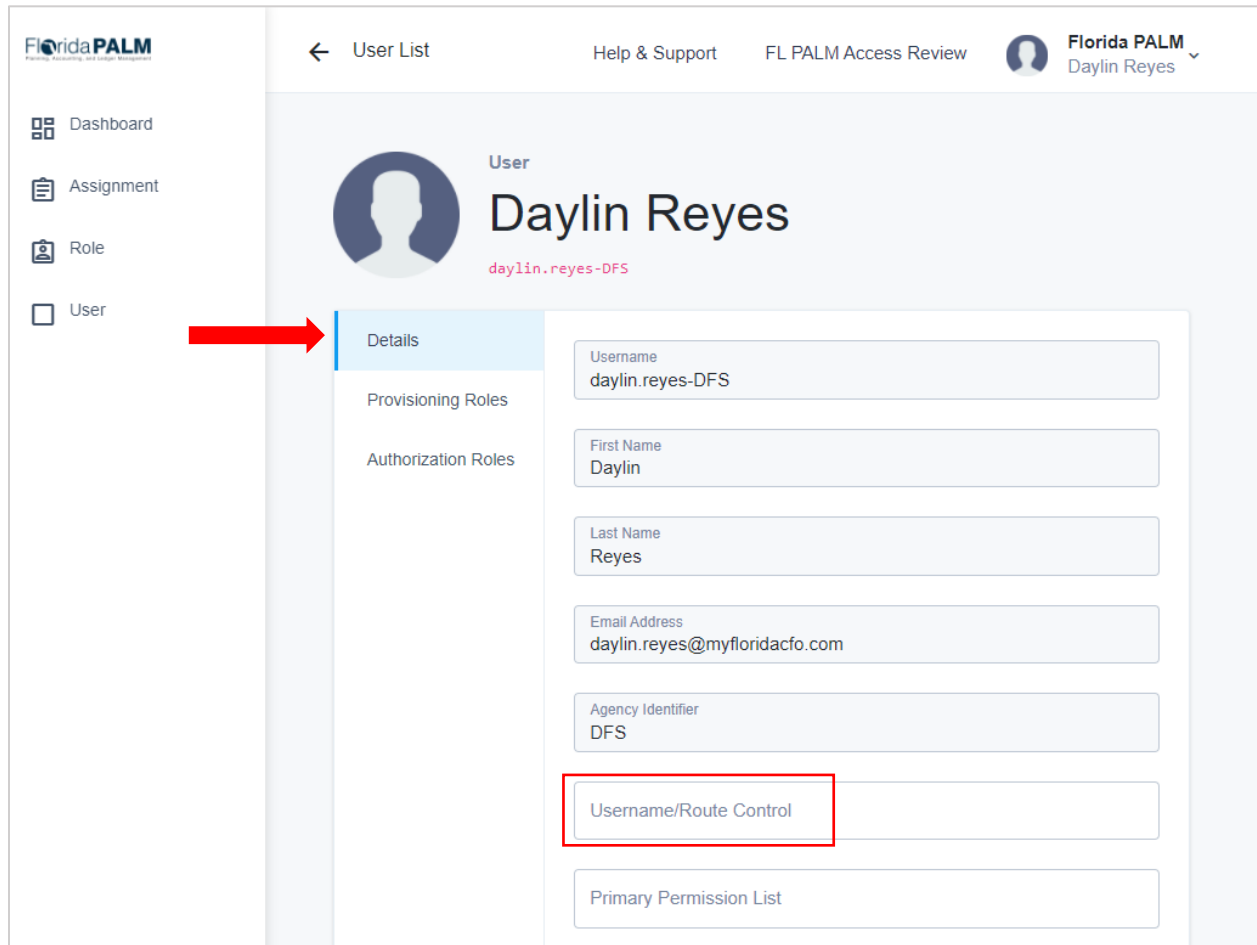 Florida PALM
Planning, Accounting, and Ledger Management
User List
Help & Support
FL PALM Access Review
Florida PALM
Daylin Reyes
Dashboard
Assignment
Role
User
User
Daylin Reyes
daylin.reyes-DFS
Details
Provisioning Roles
Authorization Roles
Username
daylin.reyes-DFS
First Name
Daylin
Last Name
Reyes
Email Address
daylin.reyes@myfloridacfo.com
Agency Identifier
DFS
Username/Route Control
Primary Permission List